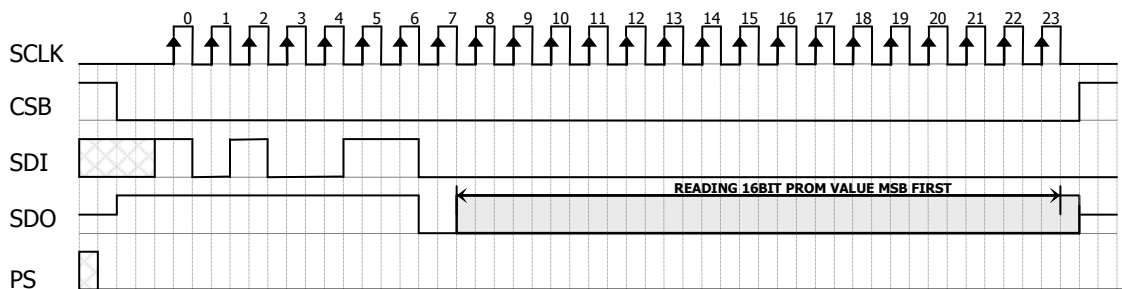 0 1 2 3 4 5 6 7 8 9 10 11 12 13 14 15 16 17 18 19 20 21 22 23
SCLK
CSB
SDI
READING 16BIT PROM VALUE MSB FIRST
SDO
PS